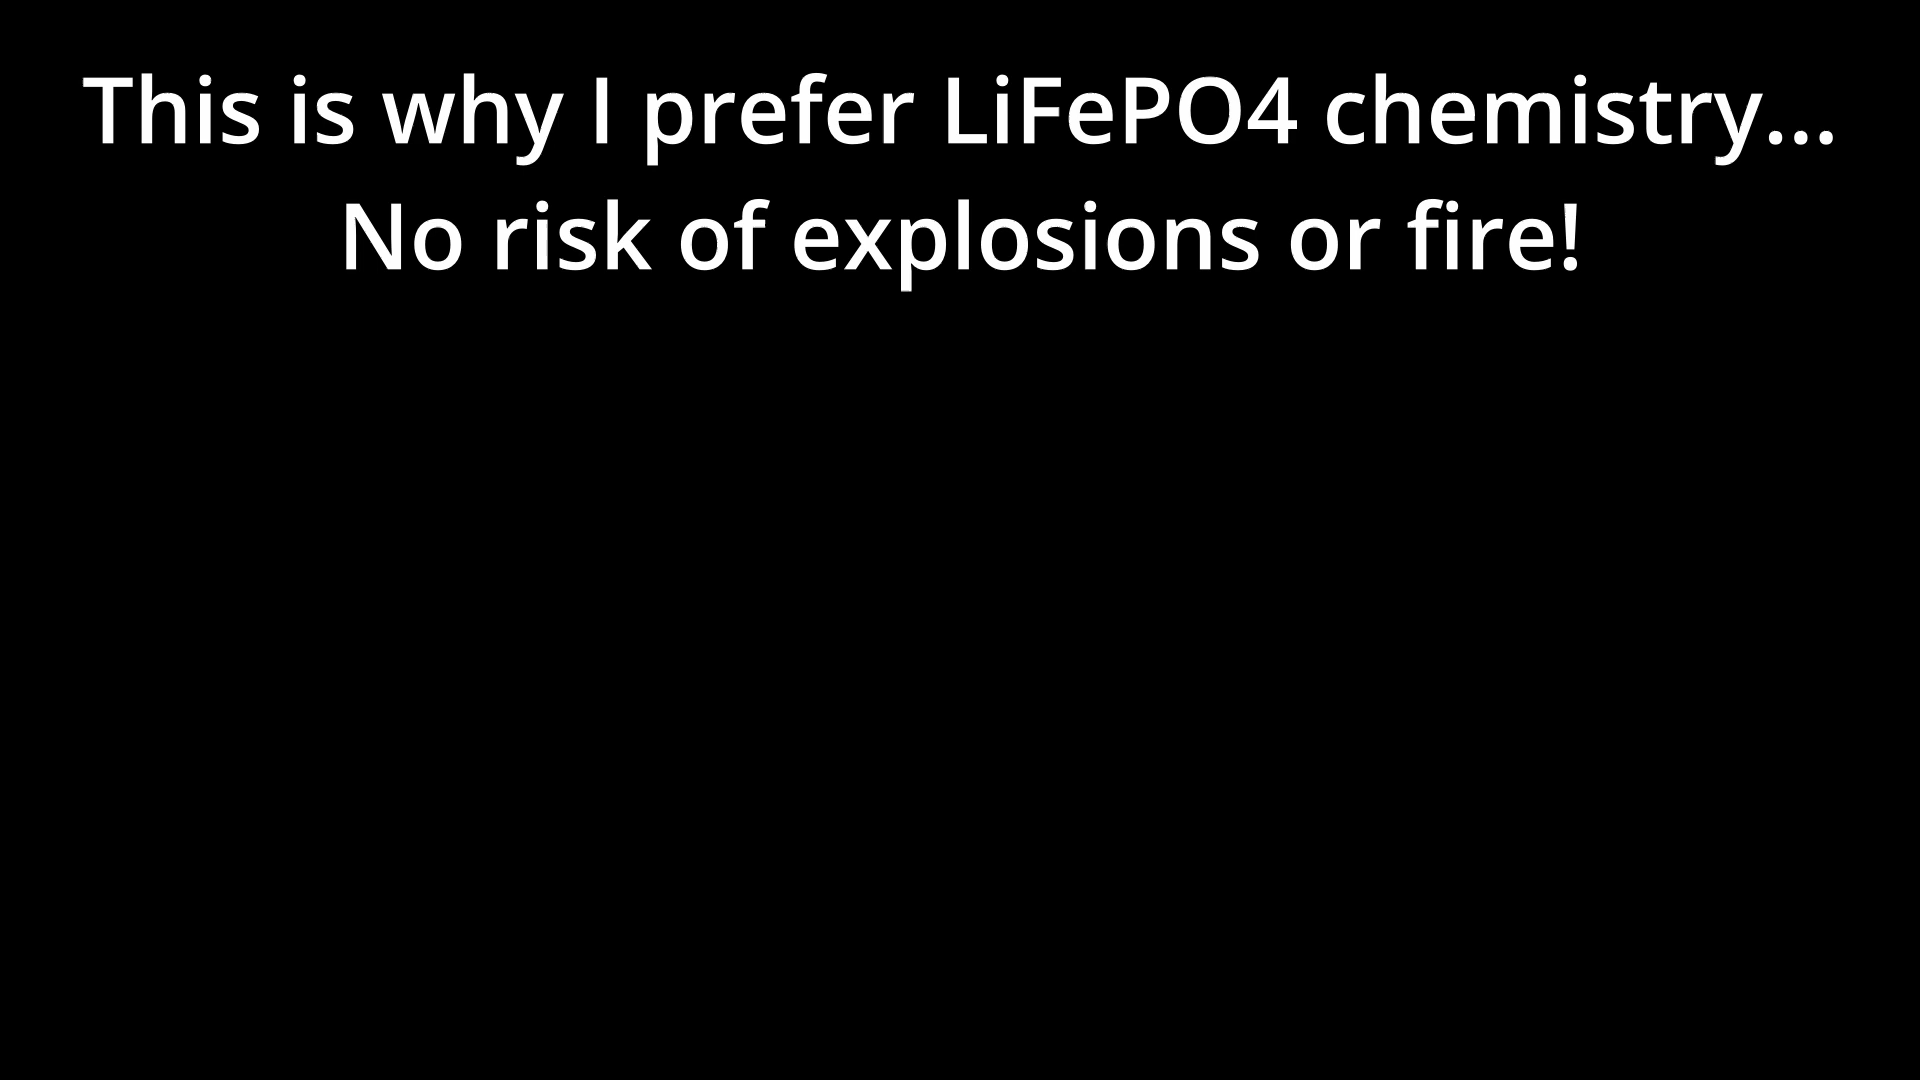 This is why I prefer LiFePO4 chemistry...
No risk of explosions or fire!